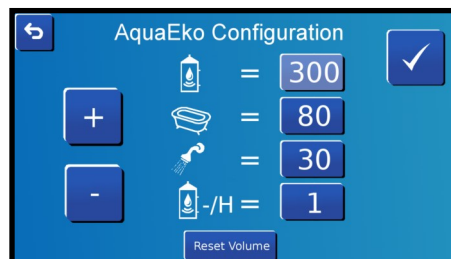 AquaEko Configuration
= 300
+
= 80
= 30
-
-/H = 1
Reset Volume